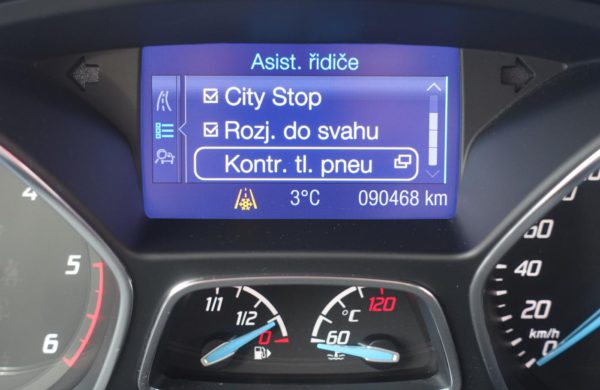 Asist. řidiče
City Stop
Rozj. do svahu
Kontr. tl. pneu
3°C 090468 km
4
5
6
1/1
1/2
0
°C
120
60
60
40
20
0
km/h